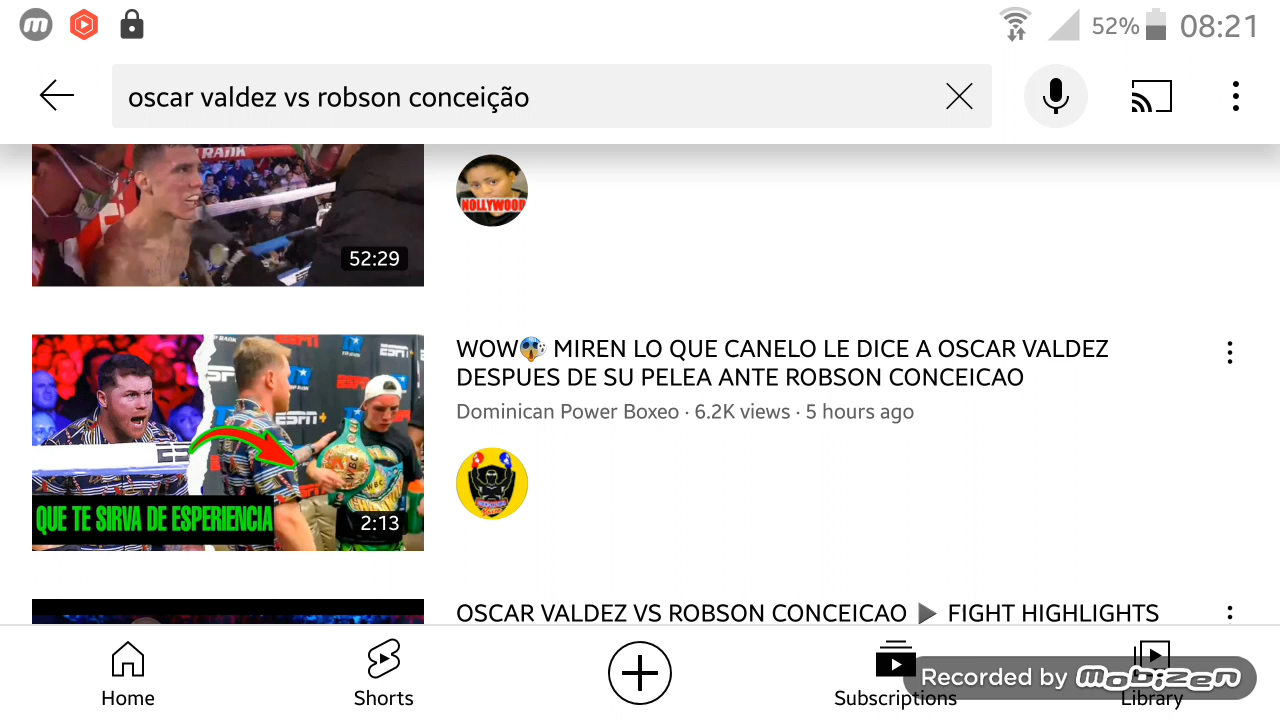 52% 08:21
oscar valdez vs robson conceição
RANK
NOLLYWOOD
52:29
WOW😱 MIREN LO QUE CANELO LE DICE A OSCAR VALDEZ
DESPUES DE SU PELEA ANTE ROBSON CONCEICAO
Dominican Power Boxeo · 6.2K views · 5 hours ago
ESPN+
WBC
WBC
QUE TE SIRVA DE ESPERIENCIA
2:13
OSCAR VALDEZ VS ROBSON CONCEICAO ▶ FIGHT HIGHLIGHTS
Home
Shorts
Subscriptions
Library
Recorded by mobizen